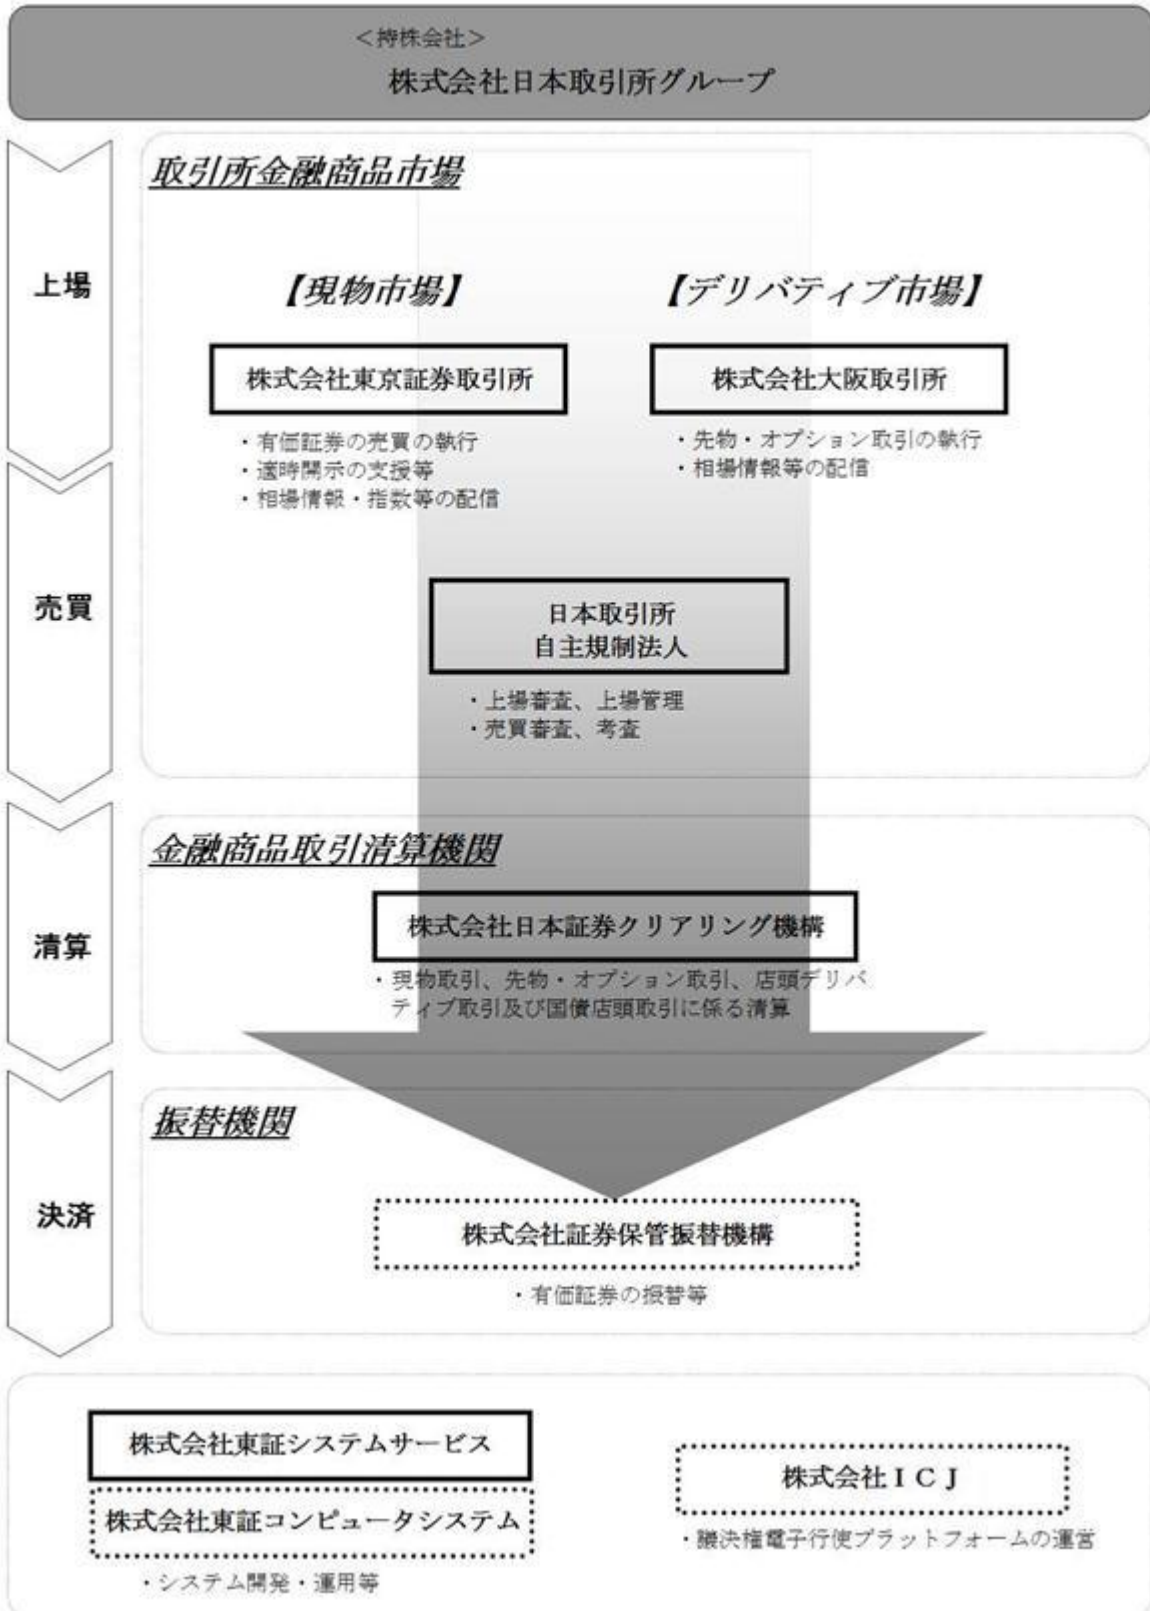 ＜持株会社＞
株式会社日本取引所グループ
取引所金融商品市場
上場
【現物市場】
【デリバティブ市場】
株式会社東京証券取引所
株式会社大阪取引所
・有価証券の売買の執行
・適時開示の支援等
・相場情報・指数等の配信
・先物・オプション取引の執行
・相場情報等の配信
売買
日本取引所
自主規制法人
・上場審査、上場管理
・売買審査、考査
金融商品取引清算機関
清算
株式会社日本証券クリアリング機構
・現物取引、先物・オプション取引、店頭デリバ
ティブ取引及び国債店頭取引に係る清算
振替機関
決済
株式会社証券保管振替機構
・有価証券の振替等
株式会社東証システムサービス
株式会社東証コンピュータシステム
・システム開発・運用等
株式会社ＩＣＪ
・議決権電子行使プラットフォームの運営